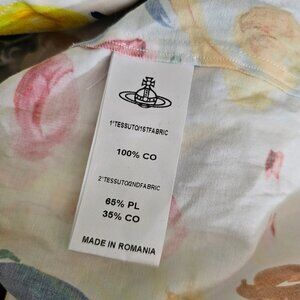 1°TESSUTO/1STFABRIC
100% CO
2°TESSUTO/2NDFABRIC
65% PL
35% CO
MADE IN ROMANIA